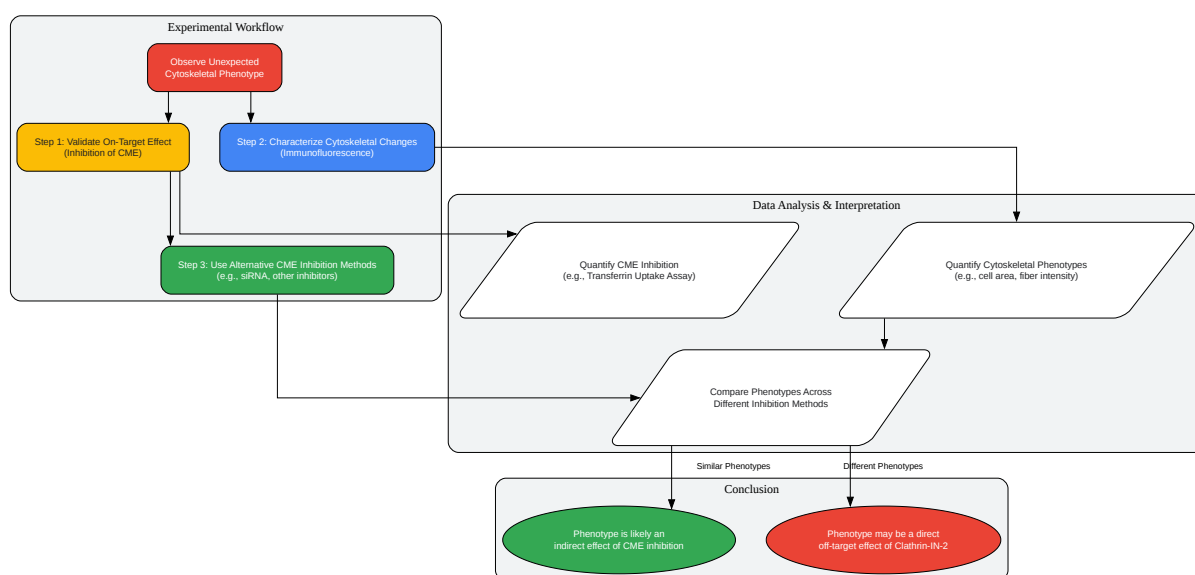 Experimental Workflow
Observe Unexpected
Cytoskeletal Phenotype
Step 1: Validate On-Target Effect
(Inhibition of CME)
Step 2: Characterize Cytoskeletal Changes
(Immunofluorescence)
Step 3: Use Alternative CME Inhibition Methods
(e.g., siRNA, other inhibitors)
Data Analysis & Interpretation
Quantify CME Inhibition
(e.g., Transferrin Uptake Assay)
Quantify Cytoskeletal Phenotypes
(e.g., cell area, fiber intensity)
Compare Phenotypes Across
Different Inhibition Methods
Similar Phenotypes
Different Phenotypes
Conclusion
Phenotype is likely an
indirect effect of CME inhibition
Phenotype may be a direct
off-target effect of Clathrin-IN-2